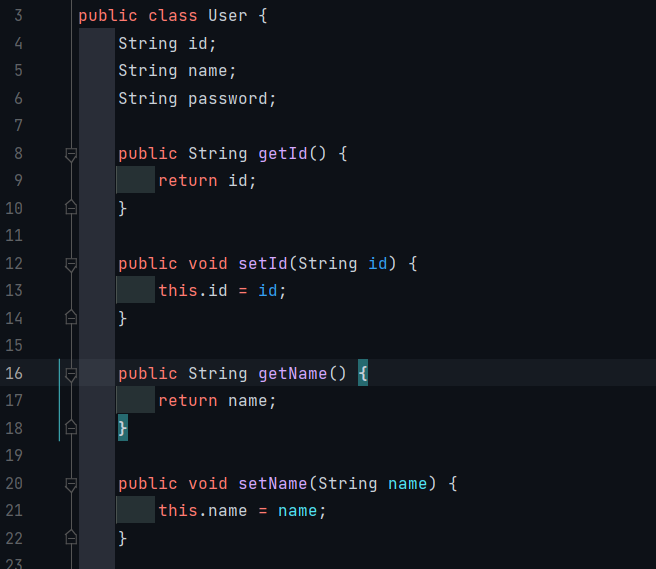 3 public class User {
4     String id;
5     String name;
6     String password;
7
8     public String getId() {
9         return id;
10     }
11
12     public void setId(String id) {
13         this.id = id;
14     }
15
16     public String getName() {
17         return name;
18     }
19
20     public void setName(String name) {
21         this.name = name;
22     }
23